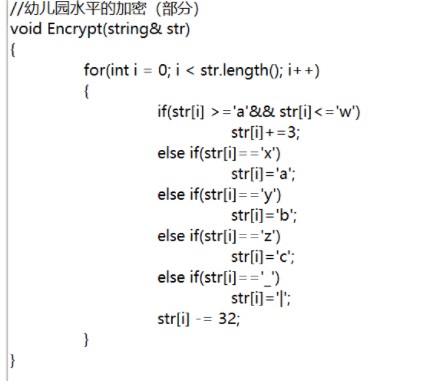 //幼儿园水平的加密（部分）
void Encrypt(string& str)
{
for(int i = 0; i < str.length(); i++)
{
if(str[i] >='a'&& str[i]<='w')
str[i]+=3;
else if(str[i]=='x')
str[i]='a';
else if(str[i]=='y')
str[i]='b';
else if(str[i]=='z')
str[i]='c';
else if(str[i]=='_')
str[i]='|';
str[i] -= 32;
}
}